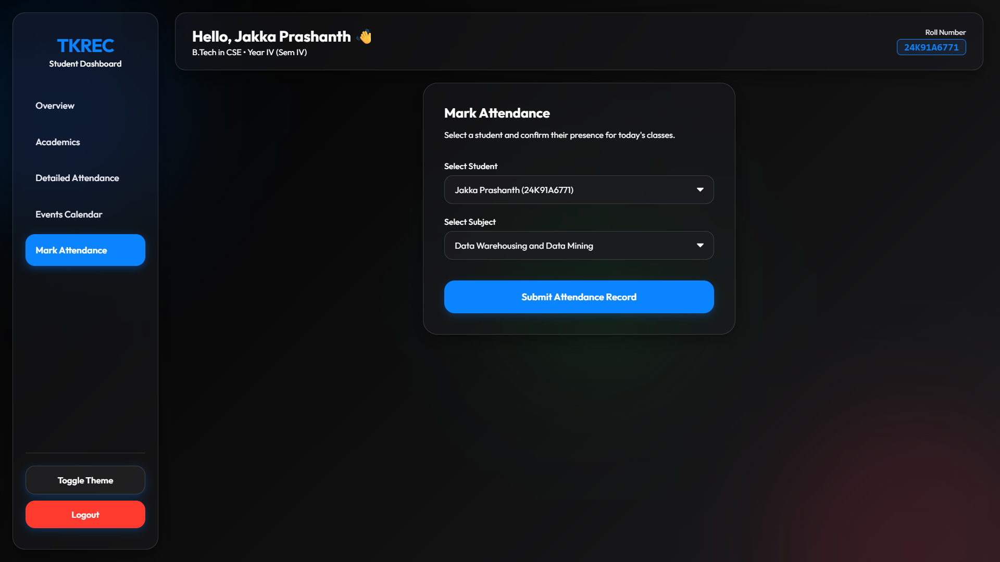 TKREC
Student Dashboard
Overview
Academics
Detailed Attendance
Events Calendar
Mark Attendance
Toggle Theme
Logout
Hello, Jakka Prashanth 👋
B.Tech in CSE • Year IV (Sem IV)
Roll Number
24K91A6771
Mark Attendance
Select a student and confirm their presence for today's classes.
Select Student
Jakka Prashanth (24K91A6771)
Select Subject
Data Warehousing and Data Mining
Submit Attendance Record